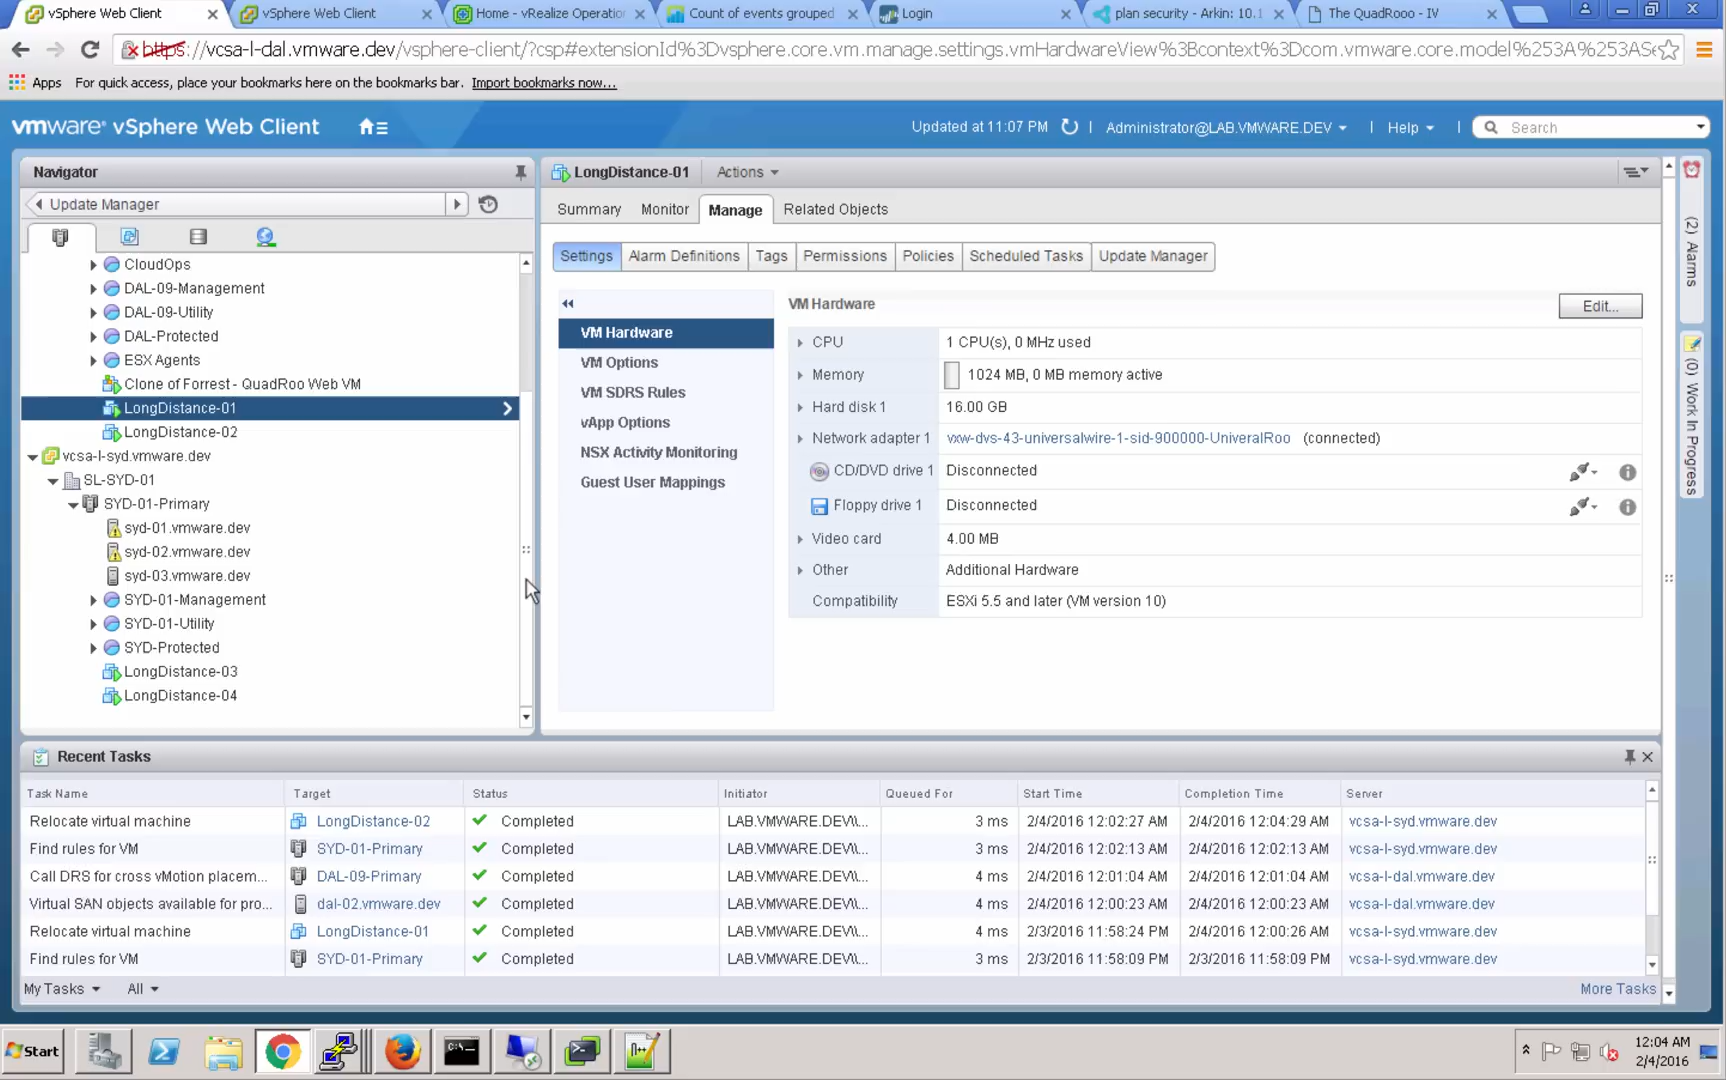 vSphere Web Client
vSphere Web Client
Home - vRealize Operation
Count of events grouped
Login
plan security - Arkin: 10.1
The QuadRooo - IV
https://vcsa-l-dal.vmware.dev/vsphere-client/?csp#extensionId%3Dvsphere.core.vm.manage.settings.vmHardwareView%3Bcontext%3Dcom.vmware.core.model%253A%253ASe
Apps For quick access, place your bookmarks here on the bookmarks bar. Import bookmarks now...
vmware® vSphere Web Client
Updated at 11:07 PM
Administrator@LAB.VMWARE.DEV
Help
Search
Navigator
Update Manager
CloudOps
DAL-09-Management
DAL-09-Utility
DAL-Protected
ESX Agents
Clone of Forrest - QuadRoo Web VM
LongDistance-01
LongDistance-02
vcsa-l-syd.vmware.dev
SL-SYD-01
SYD-01-Primary
syd-01.vmware.dev
syd-02.vmware.dev
syd-03.vmware.dev
SYD-01-Management
SYD-01-Utility
SYD-Protected
LongDistance-03
LongDistance-04
LongDistance-01 Actions
Summary Monitor Manage Related Objects
Settings Alarm Definitions Tags Permissions Policies Scheduled Tasks Update Manager
VM Hardware
VM Options
VM SDRS Rules
vApp Options
NSX Activity Monitoring
Guest User Mappings
VM Hardware Edit...
CPU 1 CPU(s), 0 MHz used
Memory 1024 MB, 0 MB memory active
Hard disk 1 16.00 GB
Network adapter 1 vxw-dvs-43-universalwire-1-sid-900000-UniveralRoo (connected)
CD/DVD drive 1 Disconnected
Floppy drive 1 Disconnected
Video card 4.00 MB
Other Additional Hardware
Compatibility ESXi 5.5 and later (VM version 10)
(2) Alarms
(0) Work In Progress
Recent Tasks
Task Name Target Status Initiator Queued For Start Time Completion Time Server
Relocate virtual machine LongDistance-02 Completed LAB.VMWARE.DEV\\... 3 ms 2/4/2016 12:02:27 AM 2/4/2016 12:04:29 AM vcsa-l-syd.vmware.dev
Find rules for VM SYD-01-Primary Completed LAB.VMWARE.DEV\\... 3 ms 2/4/2016 12:02:13 AM 2/4/2016 12:02:13 AM vcsa-l-syd.vmware.dev
Call DRS for cross vMotion placem... DAL-09-Primary Completed LAB.VMWARE.DEV\\... 4 ms 2/4/2016 12:01:04 AM 2/4/2016 12:01:04 AM vcsa-l-dal.vmware.dev
Virtual SAN objects available for pro... dal-02.vmware.dev Completed LAB.VMWARE.DEV\\... 4 ms 2/4/2016 12:00:23 AM 2/4/2016 12:00:23 AM vcsa-l-dal.vmware.dev
Relocate virtual machine LongDistance-01 Completed LAB.VMWARE.DEV\\... 4 ms 2/3/2016 11:58:24 PM 2/4/2016 12:00:26 AM vcsa-l-syd.vmware.dev
Find rules for VM SYD-01-Primary Completed LAB.VMWARE.DEV\\... 3 ms 2/3/2016 11:58:09 PM 2/3/2016 11:58:09 PM vcsa-l-syd.vmware.dev
My Tasks All More Tasks
Start
12:04 AM
2/4/2016